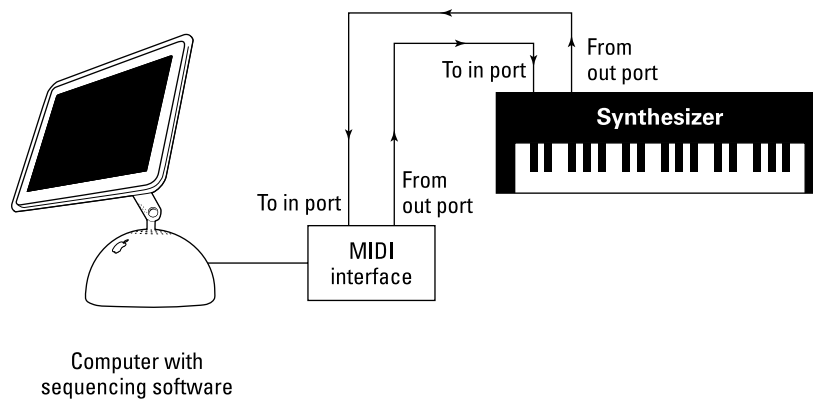 From
out port
To in port
Synthesizer
From
out port
To in port
MIDI
interface
Computer with
sequencing software